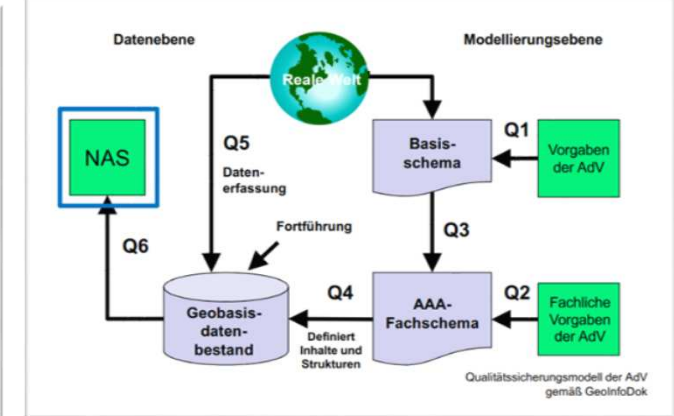 Datenebene
Modellierungsebene
Reale Welt
Q5
Daten-
erfassung
NAS
Q6
Fortführung
Geobasis-
daten-
bestand
Q4
Definiert
Inhalte und
Strukturen
Basis-
schema
Q1
Vorgaben
der AdV
Q3
AAA-
Fachschema
Q2
Fachliche
Vorgaben
der AdV
Qualitätssicherungsmodell der AdV
gemäß GeoInfoDok